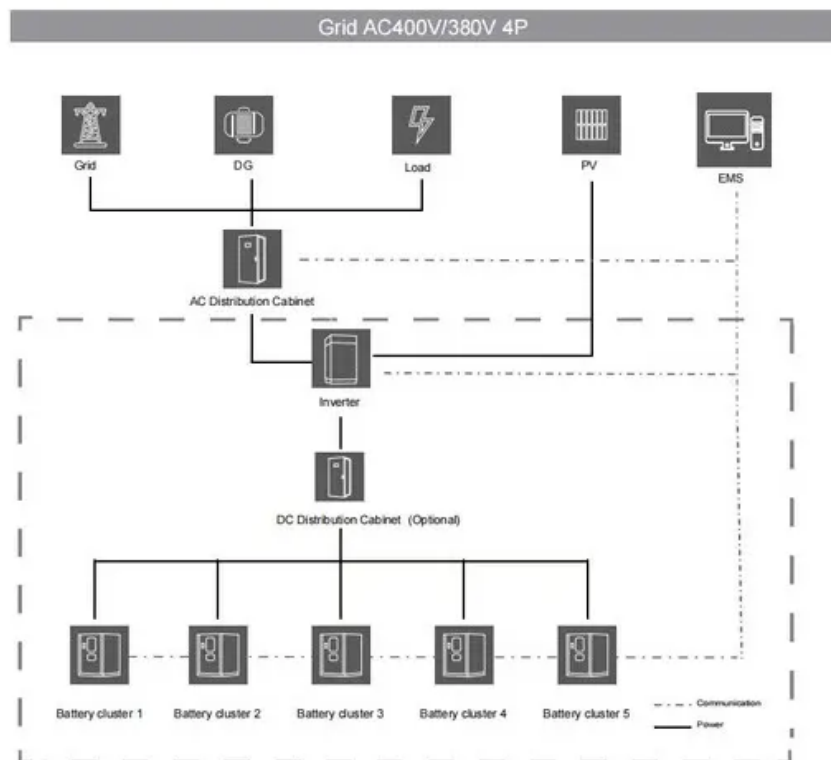 Grid AC400V/380V 4P
Grid
DG
Load
PV
EMS
AC Distribution Cabinet
Inverter
DC Distribution Cabinet (Optional)
Battery cluster 1
Battery cluster 2
Battery cluster 3
Battery cluster 4
Battery cluster 5
Communication
Power